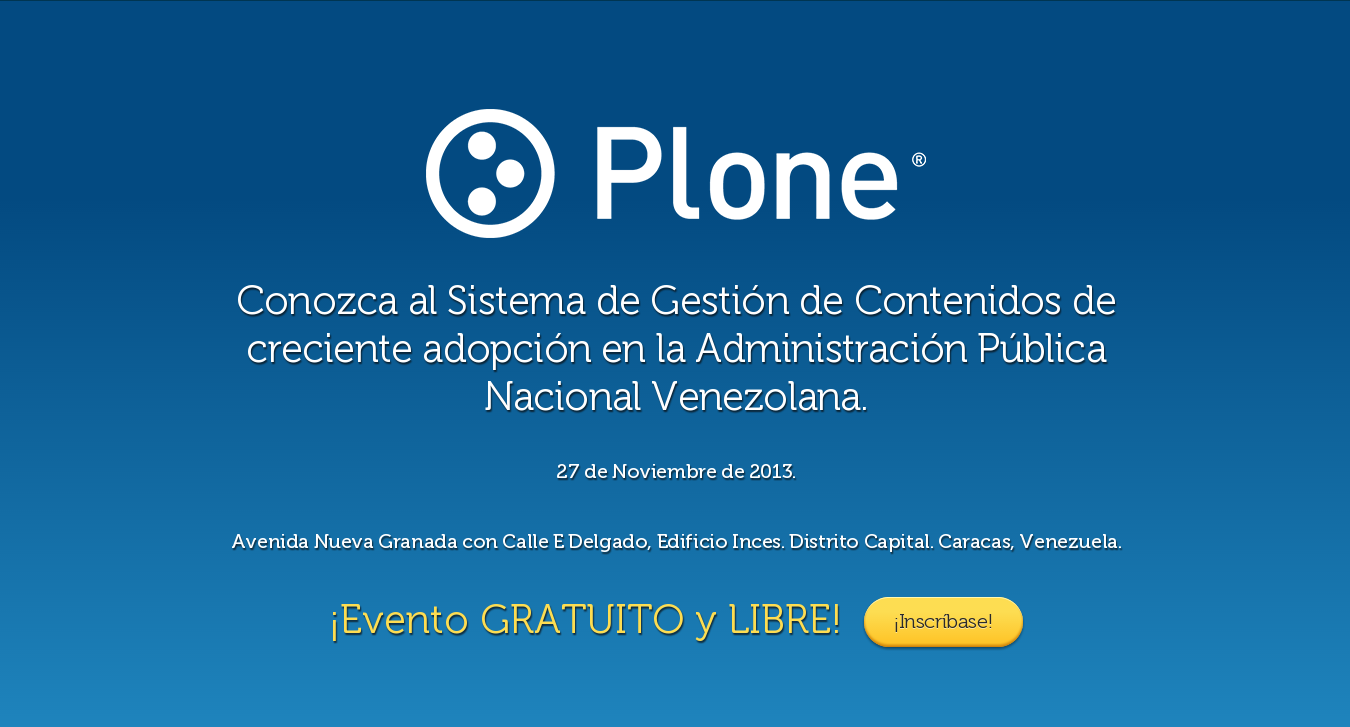 Plone ®
Conozca al Sistema de Gestión de Contenidos de
creciente adopción en la Administración Pública
Nacional Venezolana.
27 de Noviembre de 2013.
Avenida Nueva Granada con Calle E Delgado, Edificio Inces. Distrito Capital. Caracas, Venezuela.
¡Evento GRATUITO y LIBRE! ¡Inscríbase!